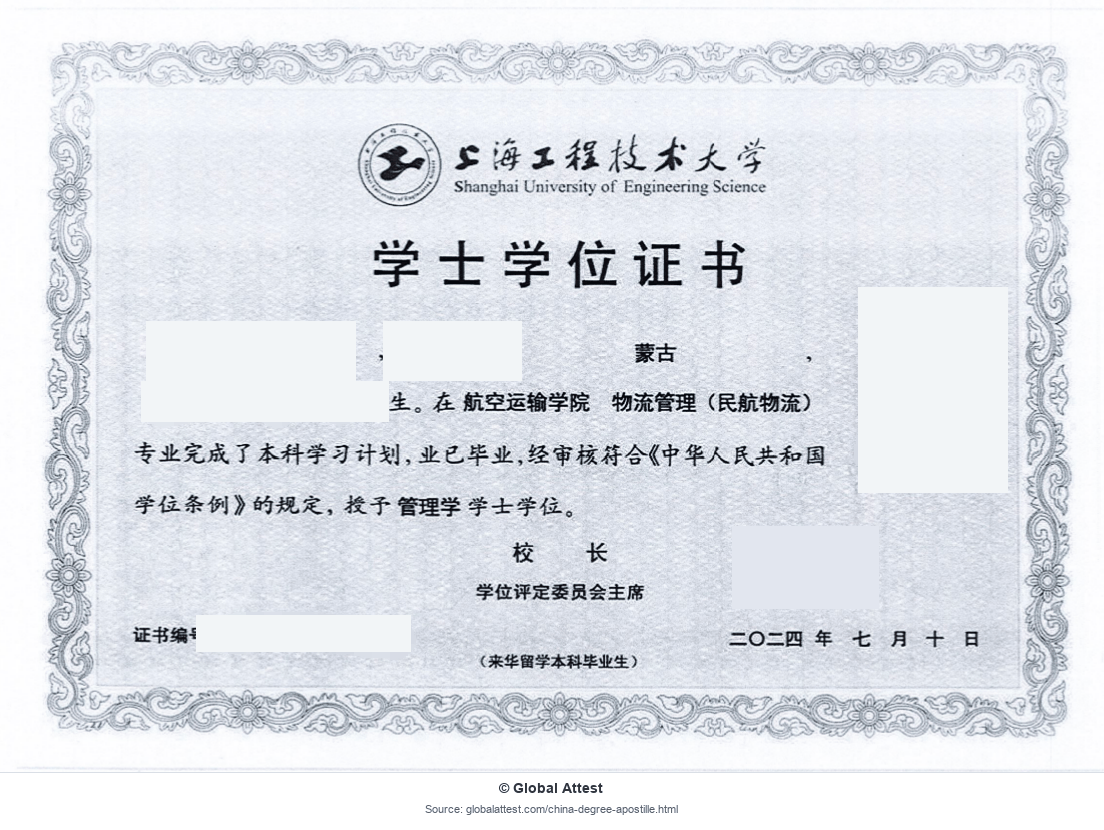 上海工程技术大学
Shanghai University of Engineering Science
学士学位证书
, 蒙古 ,
生。在 航空运输学院 物流管理（民航物流）
专业完成了本科学习计划,业已毕业,经审核符合《中华人民共和国
学位条例》的规定, 授予 管理学 学士学位。
校 长
学位评定委员会主席
证书编号
二〇二四 年 七 月 十 日
（来华留学本科毕业生）
© Global Attest
Source: globalattest.com/china-degree-apostille.html